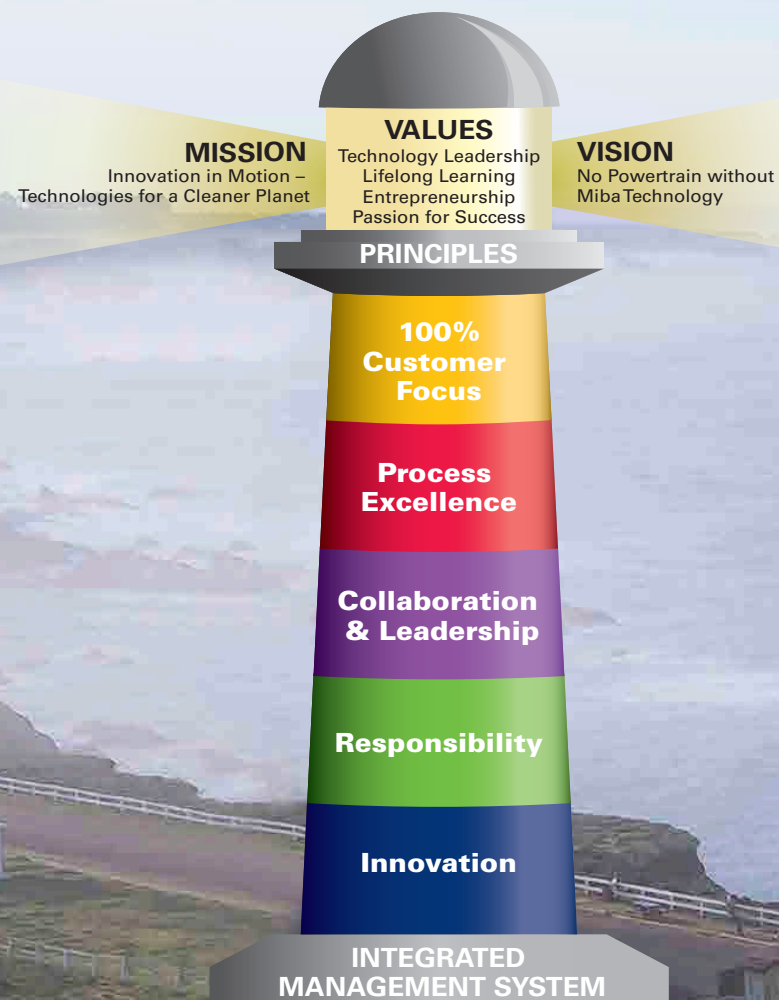 MISSION
Innovation in Motion –
Technologies for a Cleaner Planet
VALUES
Technology Leadership
Lifelong Learning
Entrepreneurship
Passion for Success
VISION
No Powertrain without
Miba Technology
PRINCIPLES
100%
Customer
Focus
Process
Excellence
Collaboration
& Leadership
Responsibility
Innovation
INTEGRATED
MANAGEMENT SYSTEM